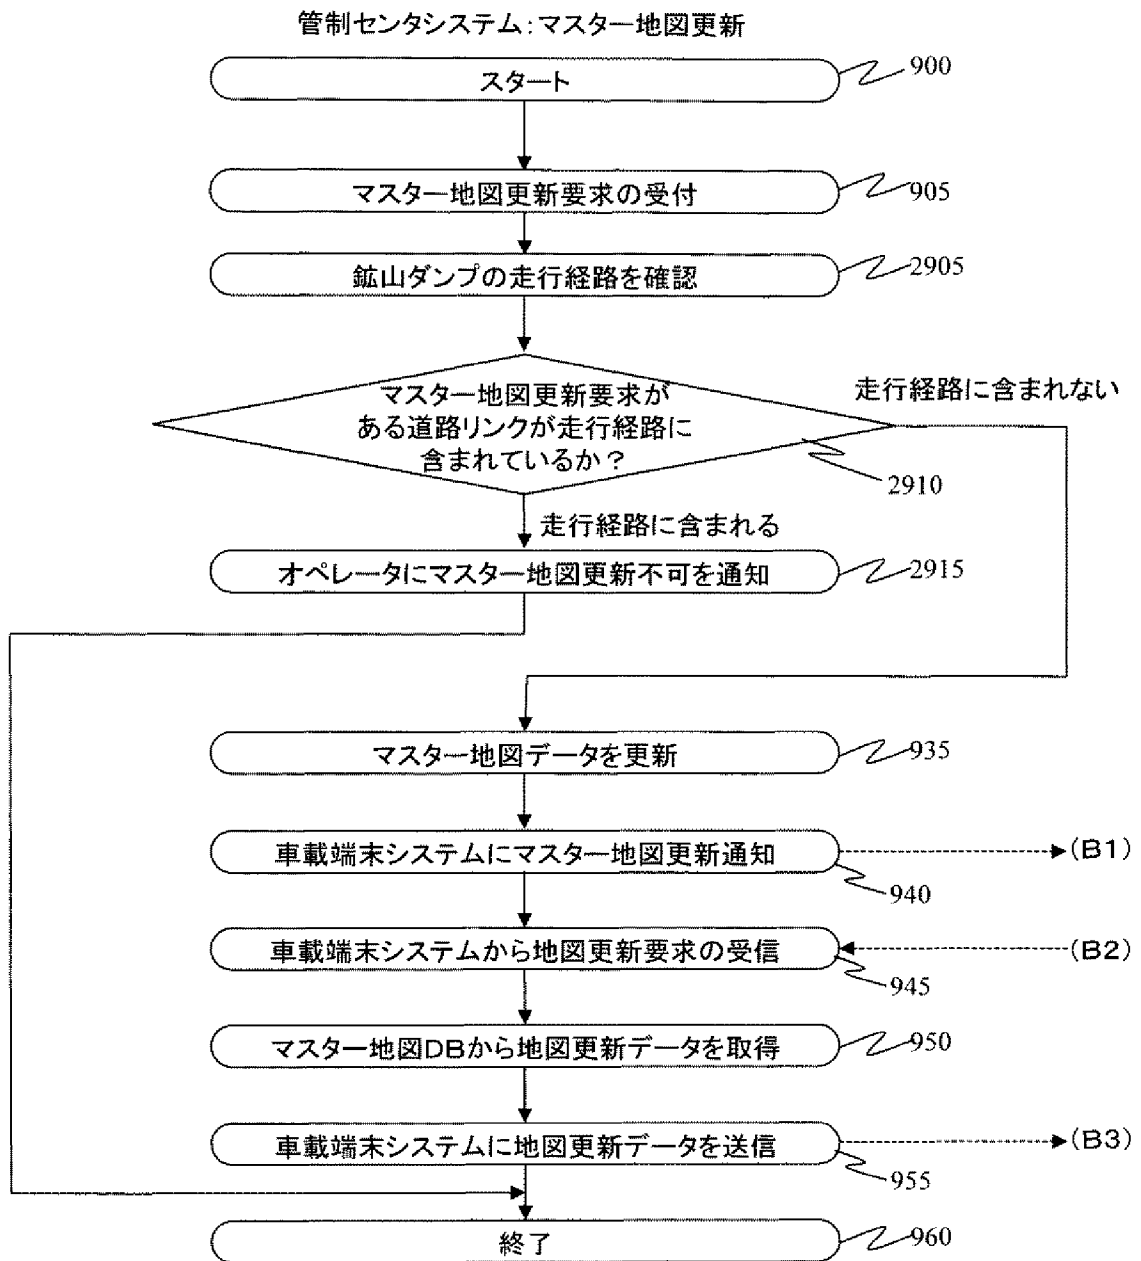 管制センタシステム：マスター地図更新
スタート
900
マスター地図更新要求の受付
905
鉱山ダンプの走行経路を確認
2905
マスター地図更新要求が
ある道路リンクが走行経路に
含まれているか？
走行経路に含まれない
2910
走行経路に含まれる
オペレータにマスター地図更新不可を通知
2915
マスター地図データを更新
935
車載端末システムにマスター地図更新通知
(B1)
940
車載端末システムから地図更新要求の受信
(B2)
945
マスター地図DBから地図更新データを取得
950
車載端末システムに地図更新データを送信
(B3)
955
終了
960